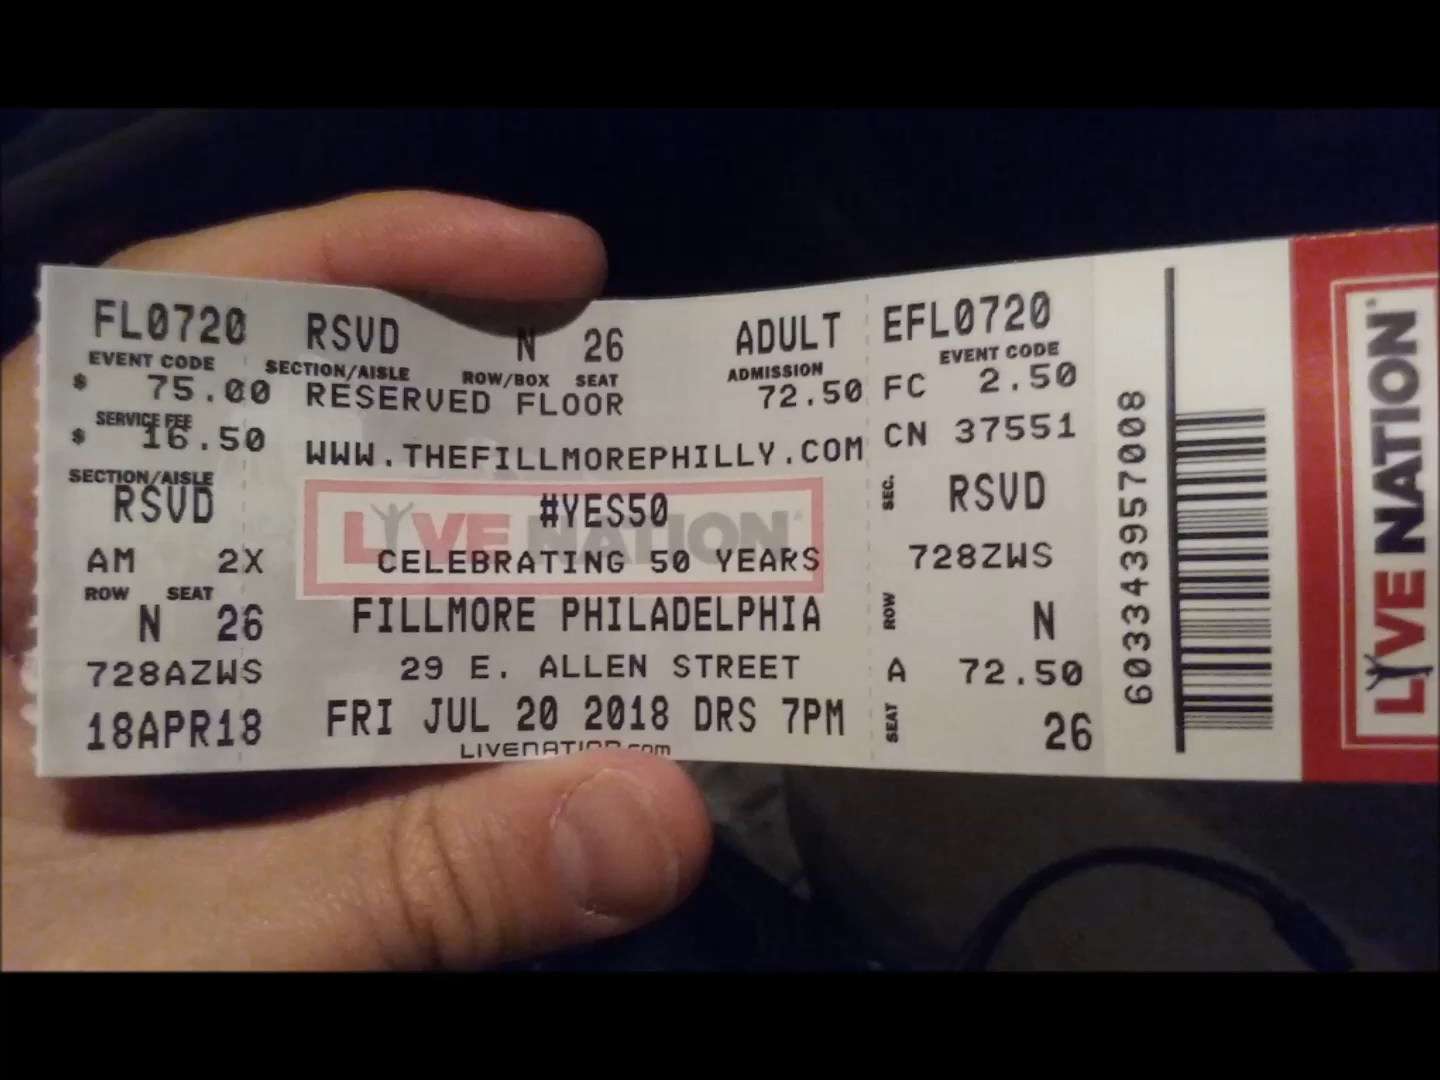 FL0720 RSVD N 26 ADULT EFL0720
EVENT CODE SECTION/AISLE ROW/BOX SEAT ADMISSION EVENT CODE
$ 75.00 RESERVED FLOOR 72.50 FC 2.50
SERVICE FEE
$ 16.50 WWW.THEFILLMOREPHILLY.COM CN 37551
SECTION/AISLE
RSVD #YES50 SEC. RSVD
LIVE NATION
AM 2X CELEBRATING 50 YEARS 728ZWS
ROW SEAT
N 26 FILLMORE PHILADELPHIA ROW N
728AZWS 29 E. ALLEN STREET A 72.50
18APR18 FRI JUL 20 2018 DRS 7PM SEAT 26
LIVENATION.com
603343957008
LIVE NATION